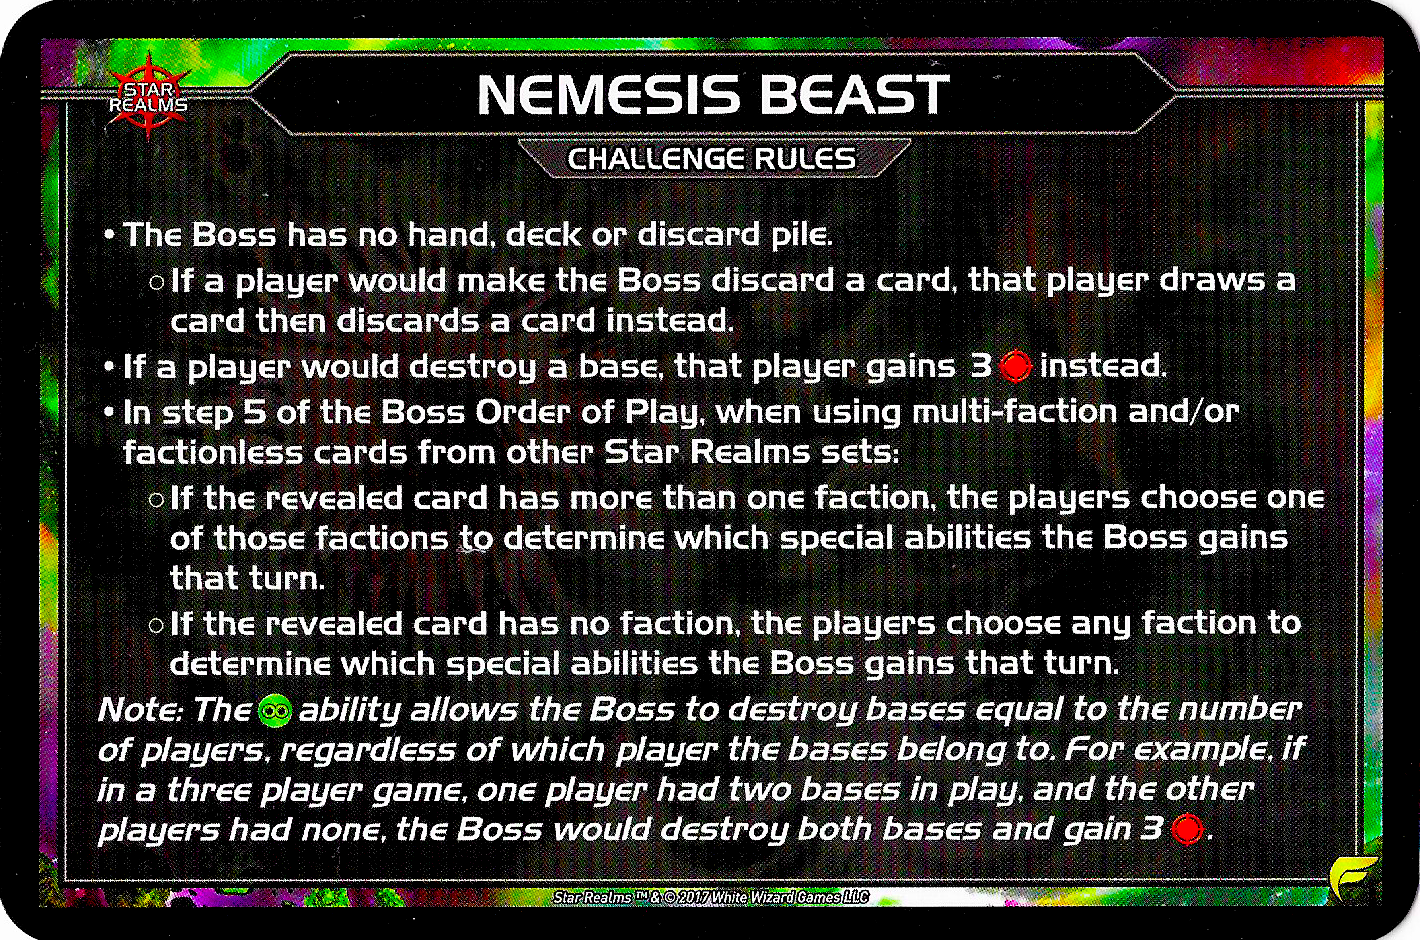 STAR
REALMS
NEMESIS BEAST
CHALLENGE RULES
• The Boss has no hand, deck or discard pile.
○ If a player would make the Boss discard a card, that player draws a
card then discards a card instead.
• If a player would destroy a base, that player gains 3 instead.
• In step 5 of the Boss Order of Play, when using multi-faction and/or
factionless cards from other Star Realms sets:
○ If the revealed card has more than one faction, the players choose one
of those factions to determine which special abilities the Boss gains
that turn.
○ If the revealed card has no faction, the players choose any faction to
determine which special abilities the Boss gains that turn.
Note: The ability allows the Boss to destroy bases equal to the number
of players, regardless of which player the bases belong to. For example, if
in a three player game, one player had two bases in play, and the other
players had none, the Boss would destroy both bases and gain 3 .
Star Realms ™ & © 2017 White Wizard Games LLC